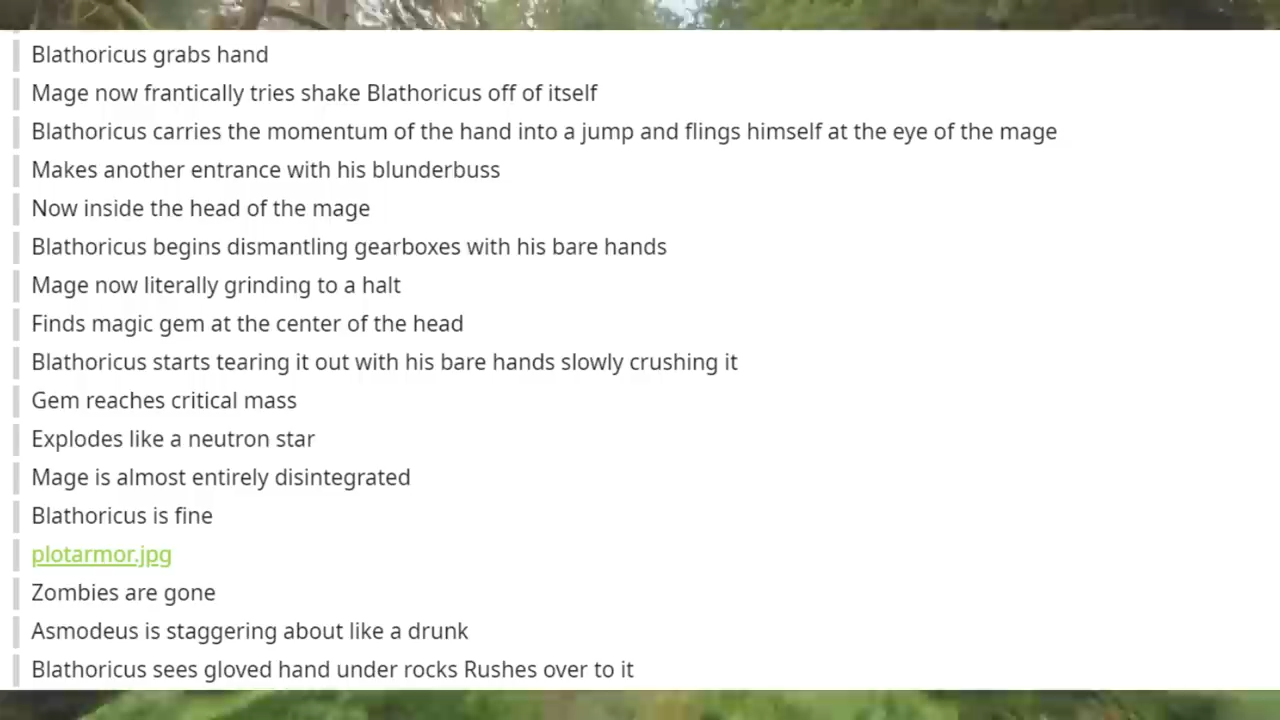 Blathoricus grabs hand
Mage now frantically tries shake Blathoricus off of itself
Blathoricus carries the momentum of the hand into a jump and flings himself at the eye of the mage
Makes another entrance with his blunderbuss
Now inside the head of the mage
Blathoricus begins dismantling gearboxes with his bare hands
Mage now literally grinding to a halt
Finds magic gem at the center of the head
Blathoricus starts tearing it out with his bare hands slowly crushing it
Gem reaches critical mass
Explodes like a neutron star
Mage is almost entirely disintegrated
Blathoricus is fine
plotarmor.jpg
Zombies are gone
Asmodeus is staggering about like a drunk
Blathoricus sees gloved hand under rocks Rushes over to it